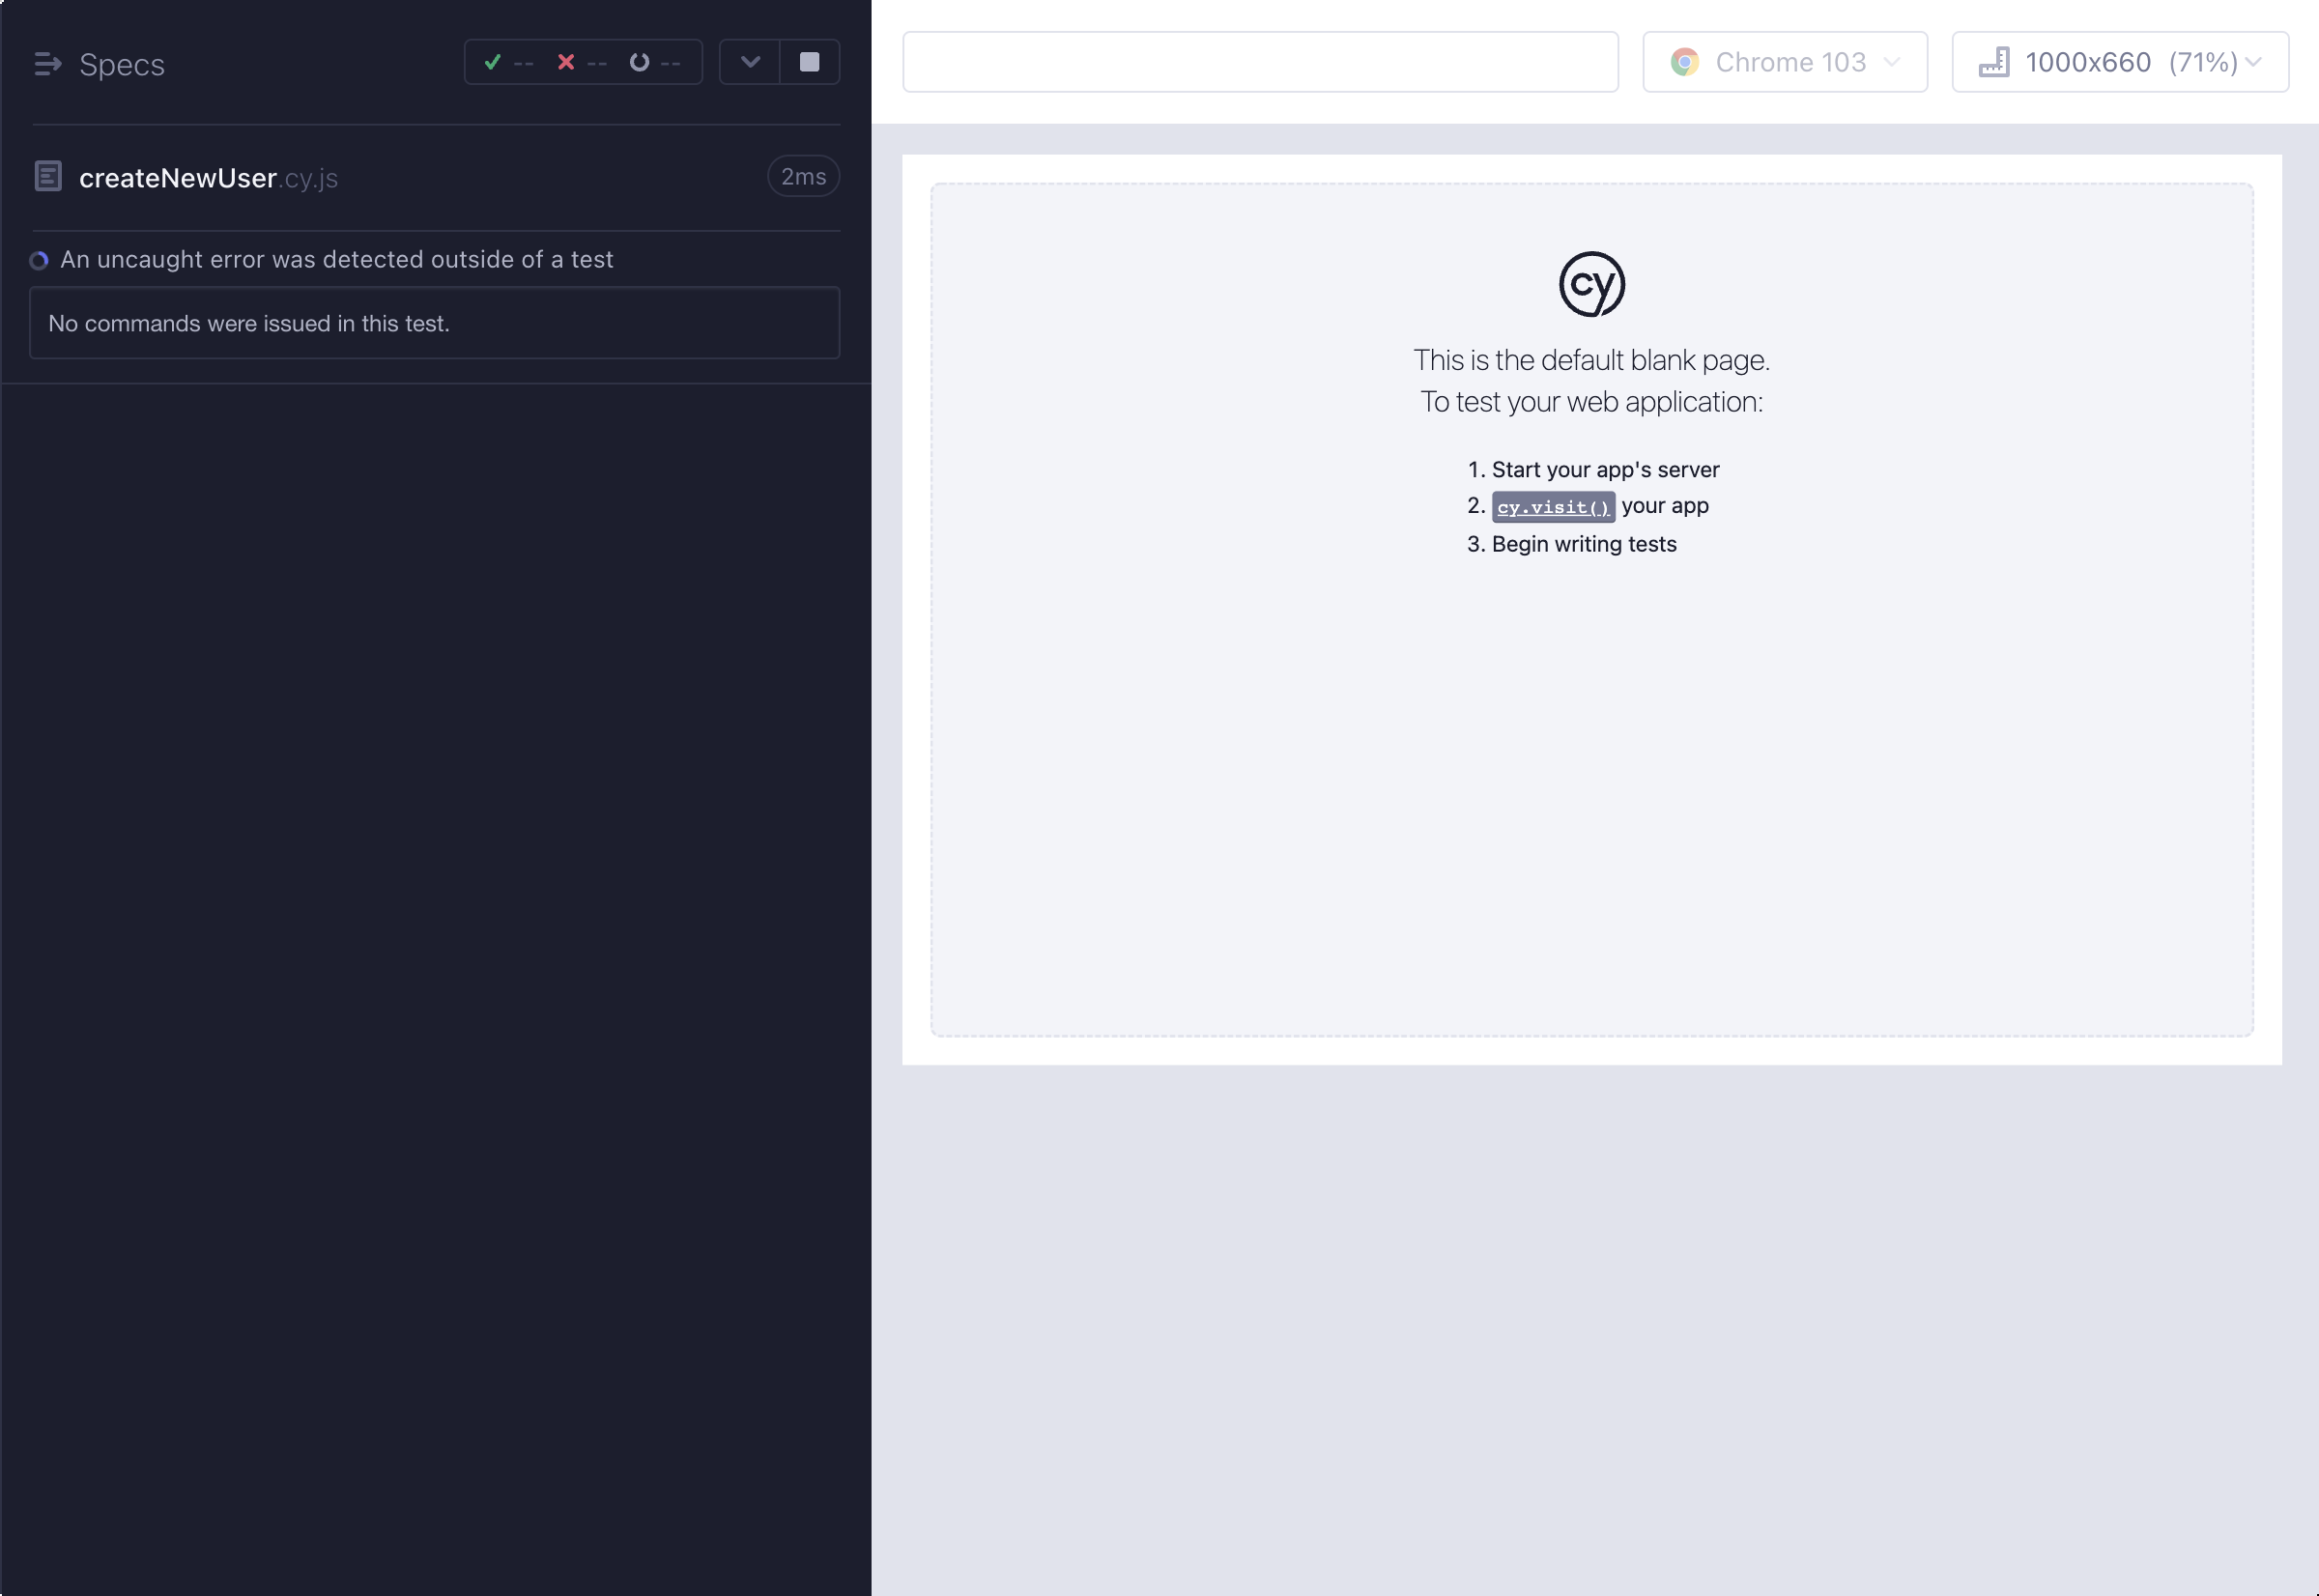 Specs
-- -- --
createNewUser.cy.js
2ms
An uncaught error was detected outside of a test
No commands were issued in this test.
Chrome 103
1000x660 (71%)
cy
This is the default blank page.
To test your web application:
1. Start your app's server
2. cy.visit() your app
3. Begin writing tests